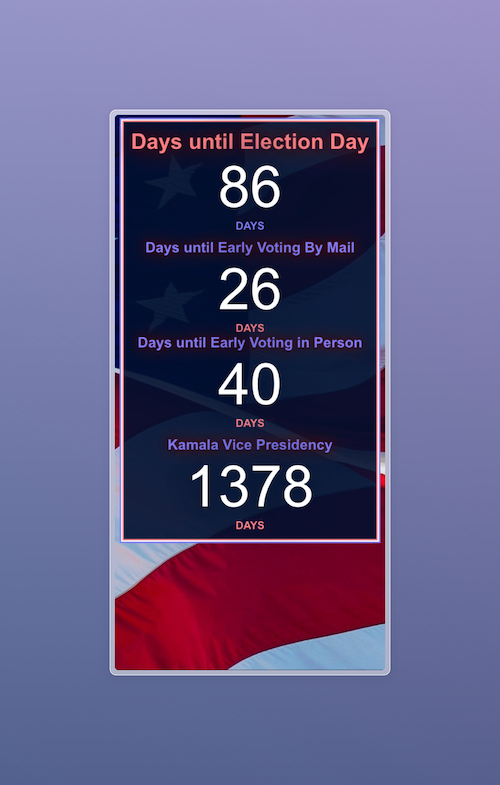 Days until Election Day
86
DAYS
Days until Early Voting By Mail
26
DAYS
Days until Early Voting in Person
40
DAYS
Kamala Vice Presidency
1378
DAYS